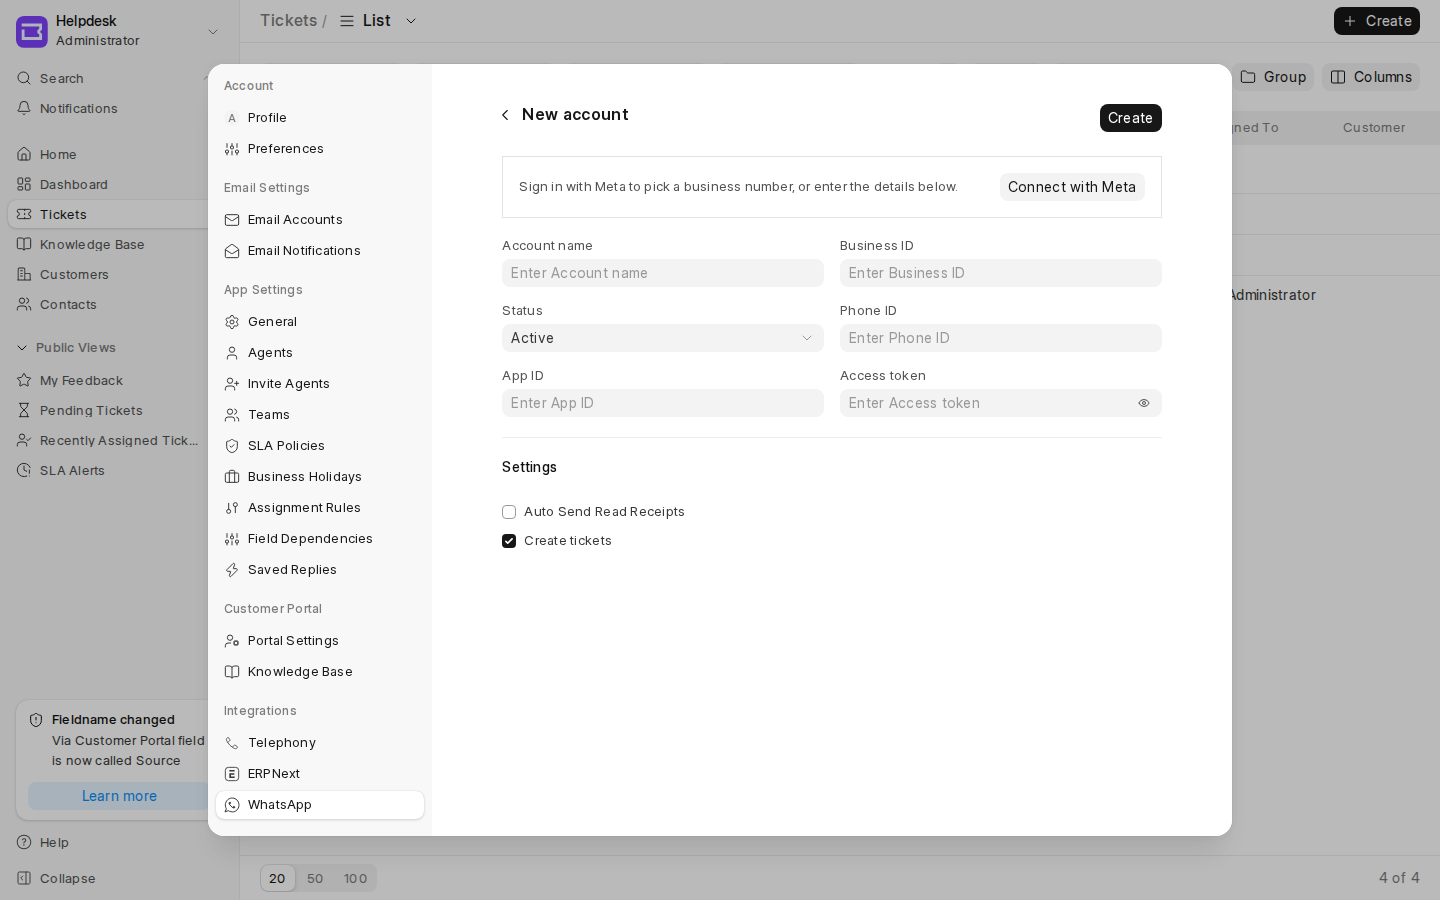 Helpdesk
Administrator
Search
Notifications
Home
Dashboard
Tickets
Knowledge Base
Customers
Contacts
Public Views
My Feedback
Pending Tickets
Recently Assigned Tick...
SLA Alerts
Fieldname changed
Via Customer Portal field
is now called Source
Learn more
Help
Collapse
Tickets / List
Create
Group
Columns
Customer
Administrator
20 50 100
4 of 4
Account
A Profile
Preferences
Email Settings
Email Accounts
Email Notifications
App Settings
General
Agents
Invite Agents
Teams
SLA Policies
Business Holidays
Assignment Rules
Field Dependencies
Saved Replies
Customer Portal
Portal Settings
Knowledge Base
Integrations
Telephony
ERPNext
WhatsApp
New account
Create
Sign in with Meta to pick a business number, or enter the details below.
Connect with Meta
Account name
Enter Account name
Business ID
Enter Business ID
Status
Active
Phone ID
Enter Phone ID
App ID
Enter App ID
Access token
Enter Access token
Settings
Auto Send Read Receipts
Create tickets